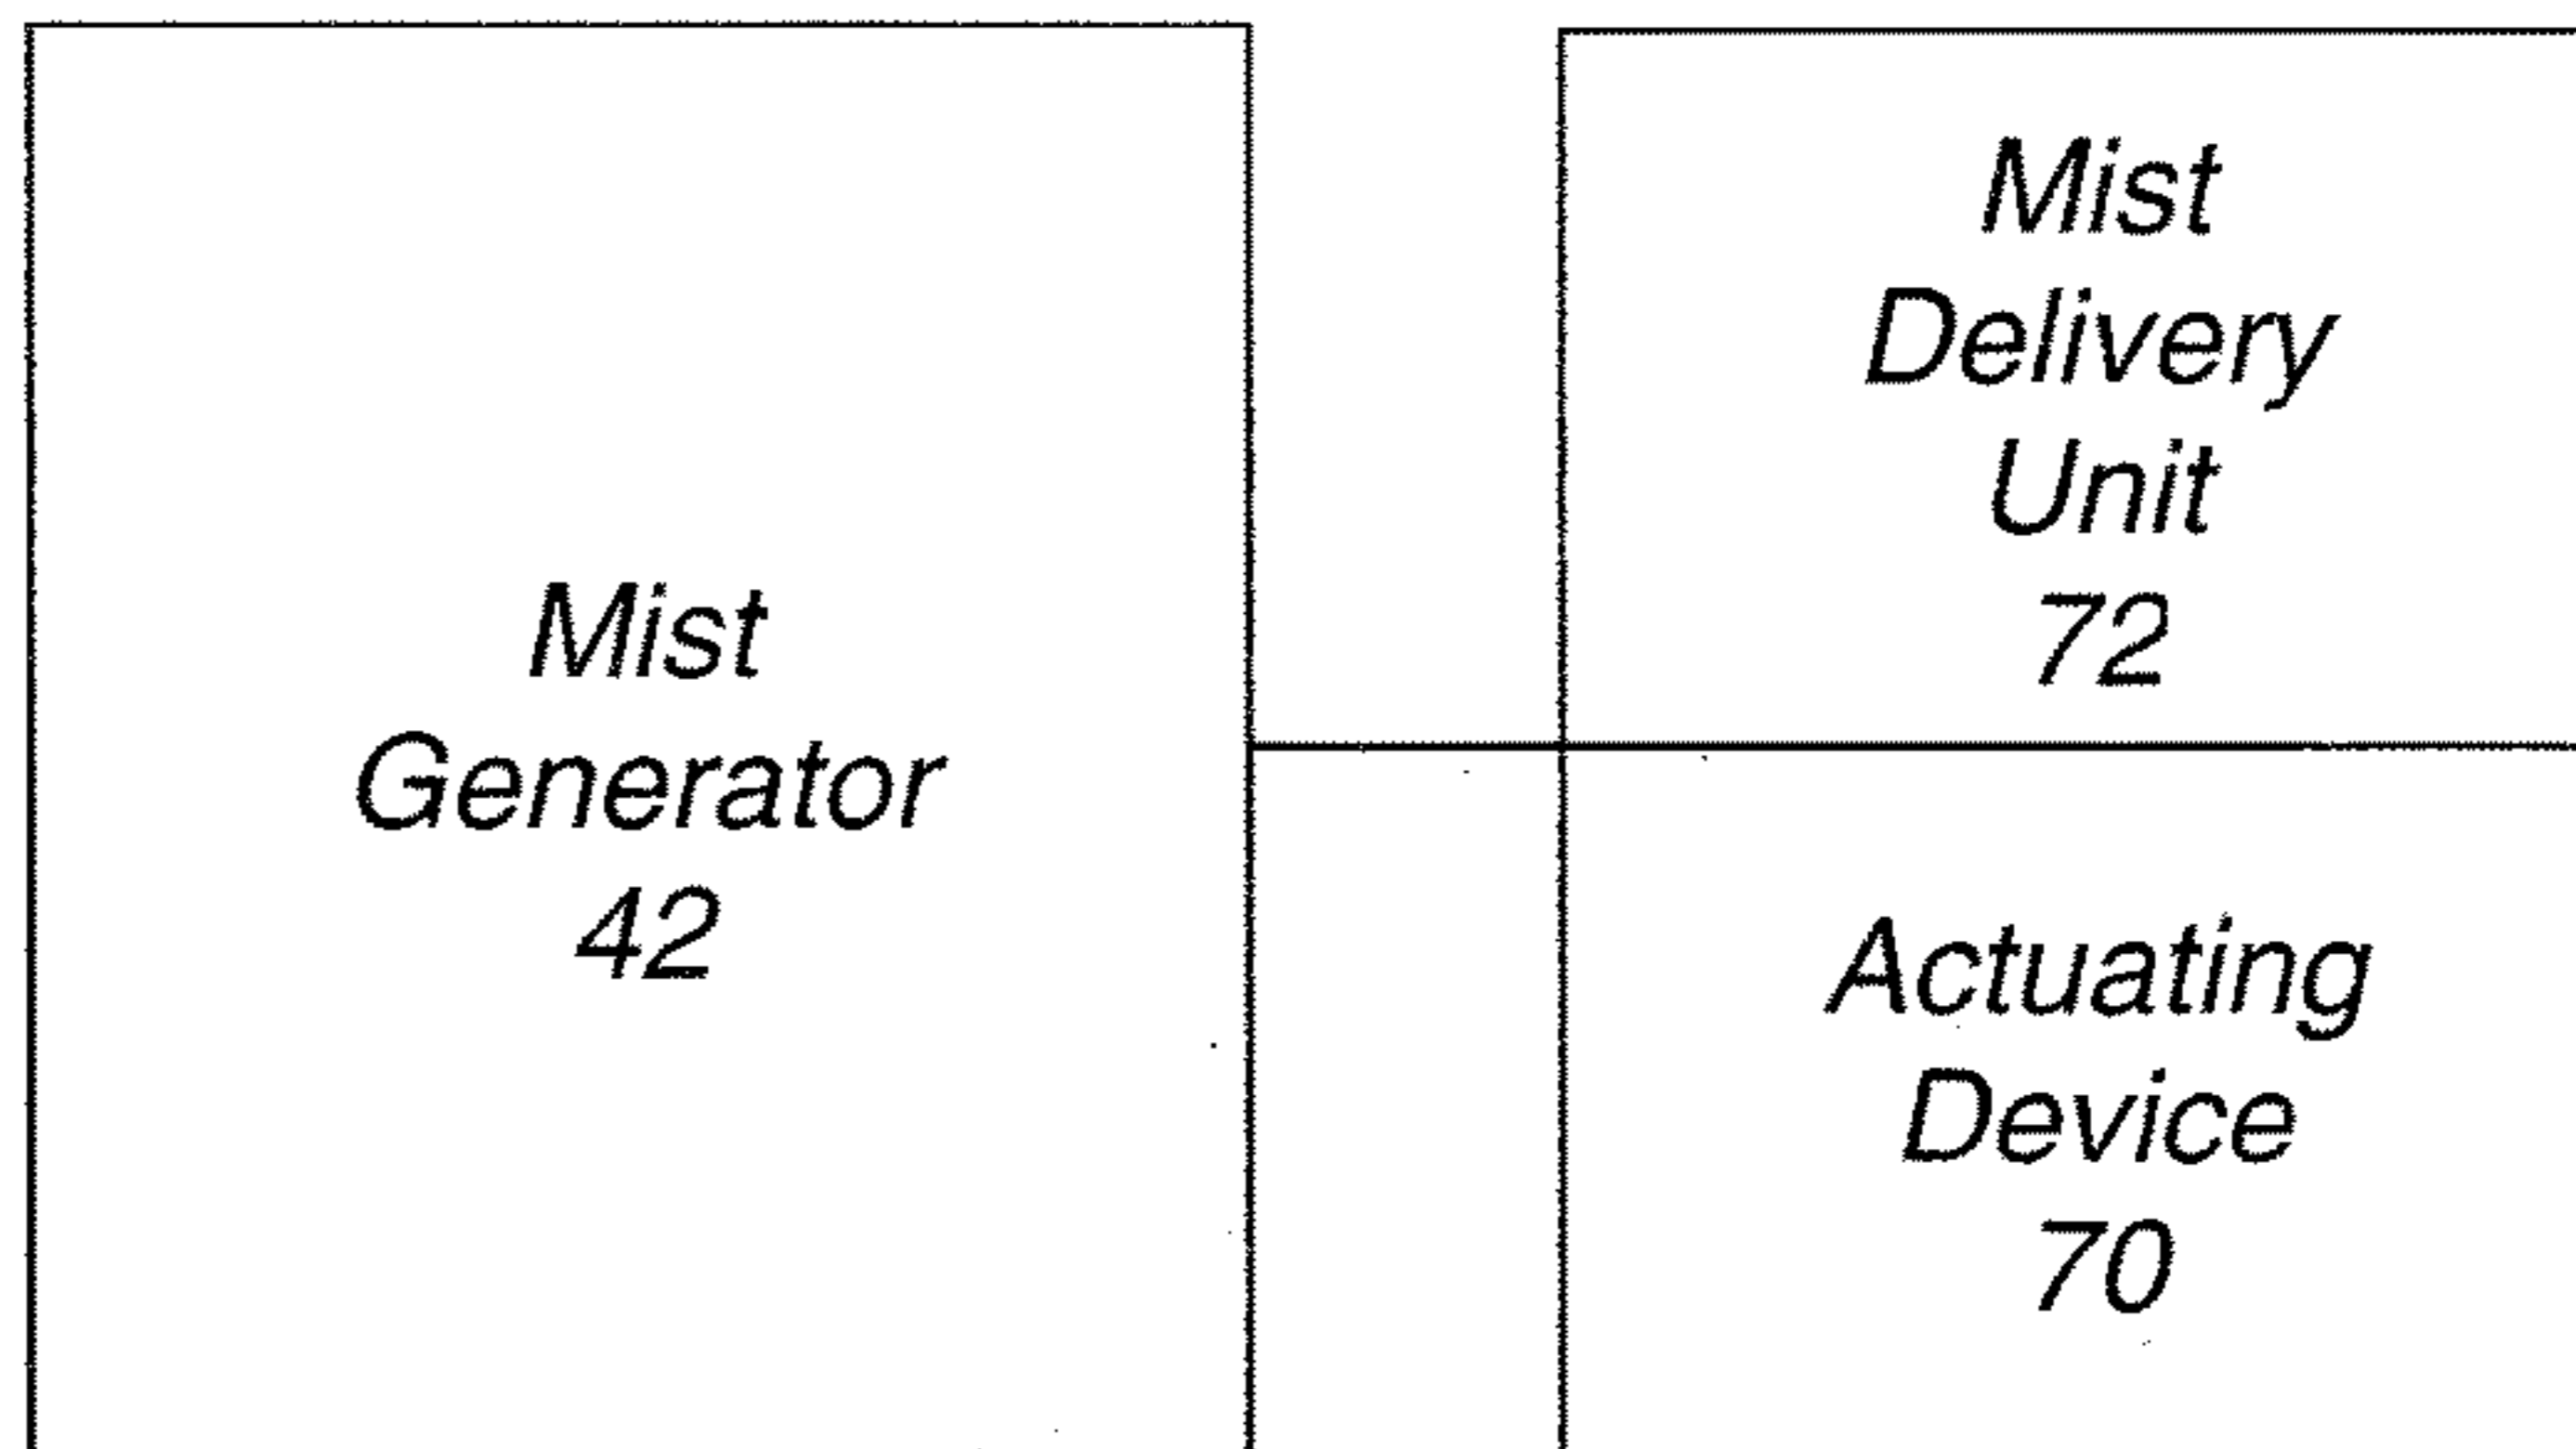 Mist
Generator
42
Mist
Delivery
Unit
72
Actuating
Device
70